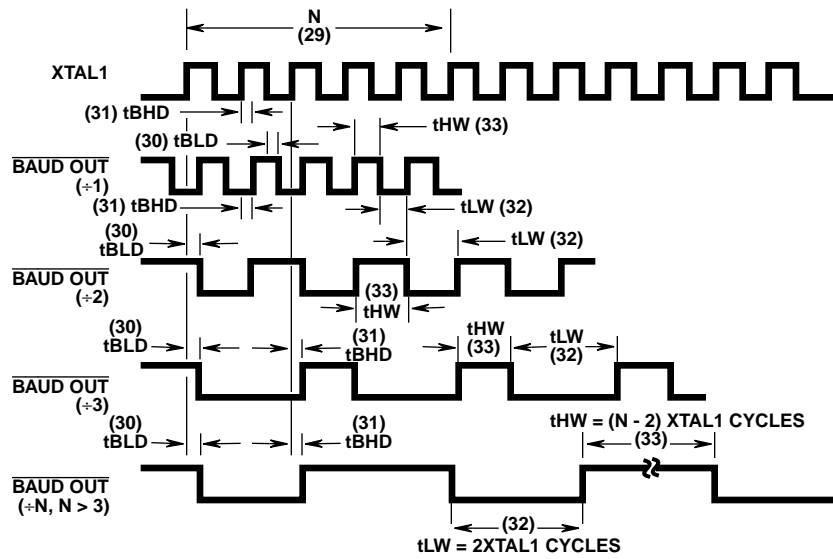 N
(29)
XTAL1
(31) tBHD
tHW (33)
(30) tBLD
BAUD OUT
(÷1)
(31) tBHD
tLW (32)
(30)
tBLD
tLW (32)
BAUD OUT
(÷2)
(33)
tHW
(30)
tBLD
(31)
tBHD
tHW
(33)
tLW
(32)
BAUD OUT
(÷3)
tHW = (N - 2) XTAL1 CYCLES
(33)
(30)
tBLD
(31)
tBHD
BAUD OUT
(÷N, N > 3)
(32)
tLW = 2XTAL1 CYCLES